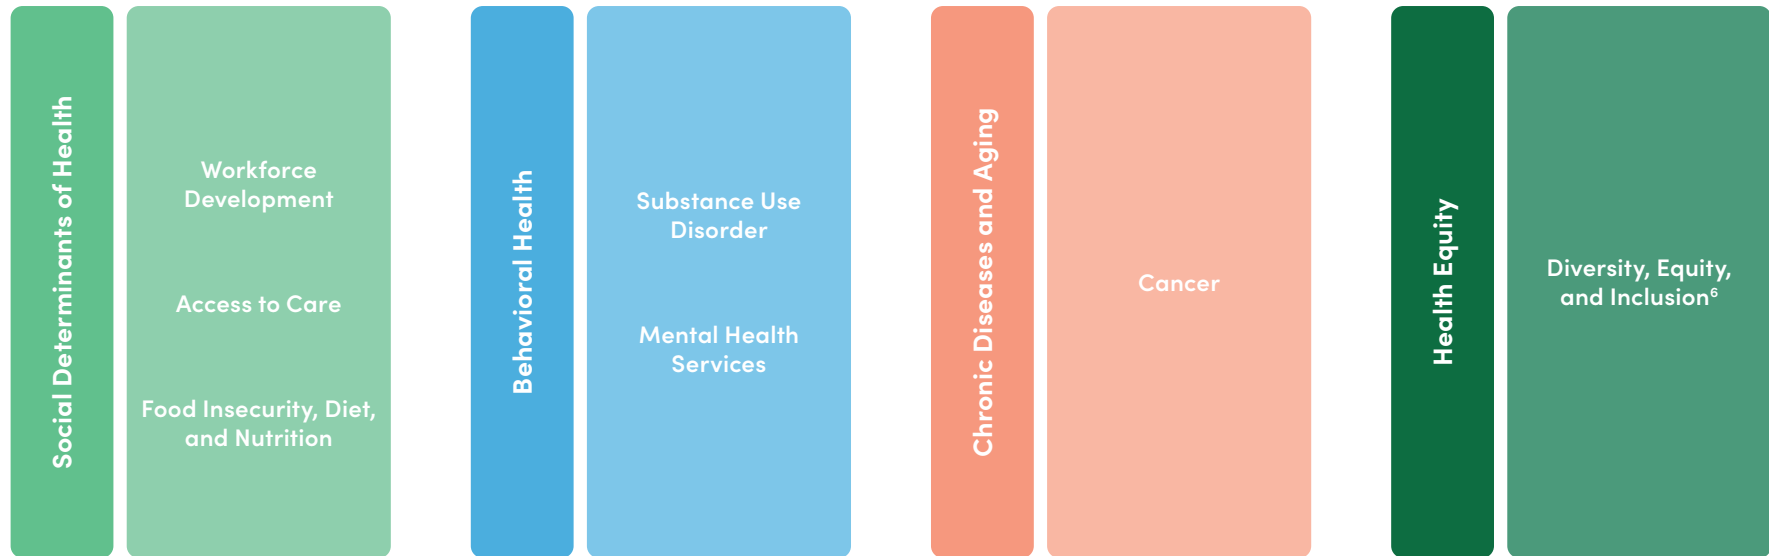 Social Determinants of Health
Workforce
Development
Access to Care
Food Insecurity, Diet,
and Nutrition
Behavioral Health
Substance Use
Disorder
Mental Health
Services
Chronic Diseases and Aging
Cancer
Health Equity
Diversity, Equity,
and Inclusion⁶